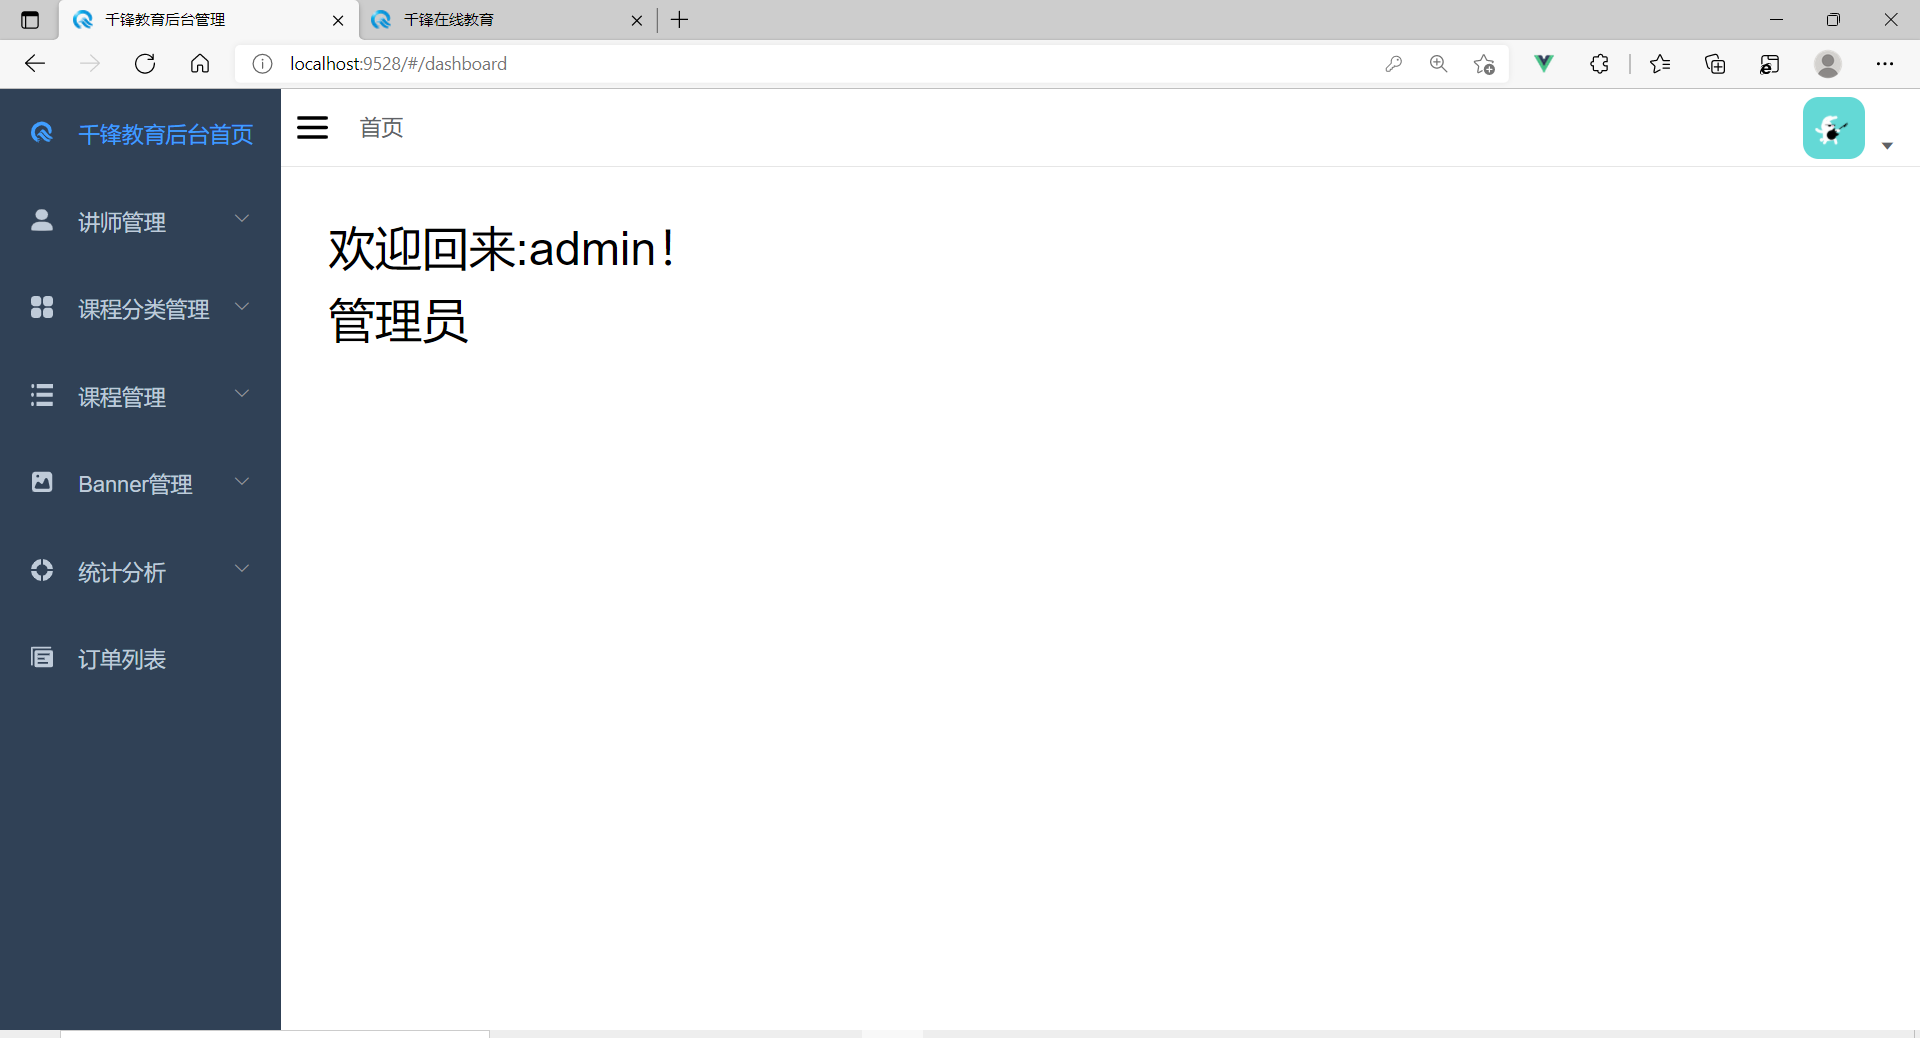 千锋教育后台管理
千锋在线教育
localhost:9528/#/dashboard
千锋教育后台首页
首页
讲师管理
欢迎回来:admin！
管理员
课程分类管理
课程管理
Banner管理
统计分析
订单列表